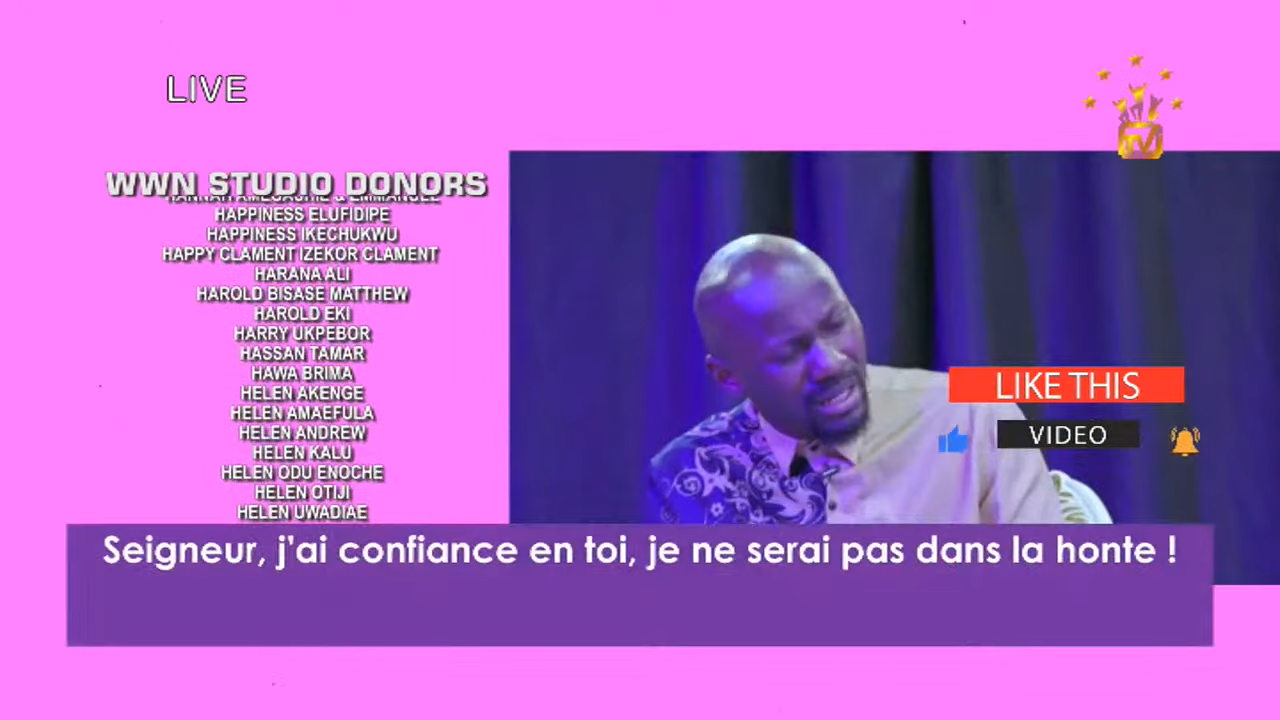 LIVE
TV
WWN STUDIO DONORS
HAPPINESS ELUFIDIPE
HAPPINESS IKECHUKWU
HAPPY CLAMENT IZEKOR CLAMENT
HARANA ALI
HAROLD BISASE MATTHEW
HAROLD EKI
HARRY UKPEBOR
HASSAN TAMAR
HAWA BRIMA
HELEN AKENGE
HELEN AMAEFULA
HELEN ANDREW
HELEN KALU
HELEN ODU ENOCHE
HELEN OTIJI
HELEN UWADIAE
LIKE THIS
VIDEO
Seigneur, j'ai confiance en toi, je ne serai pas dans la honte !